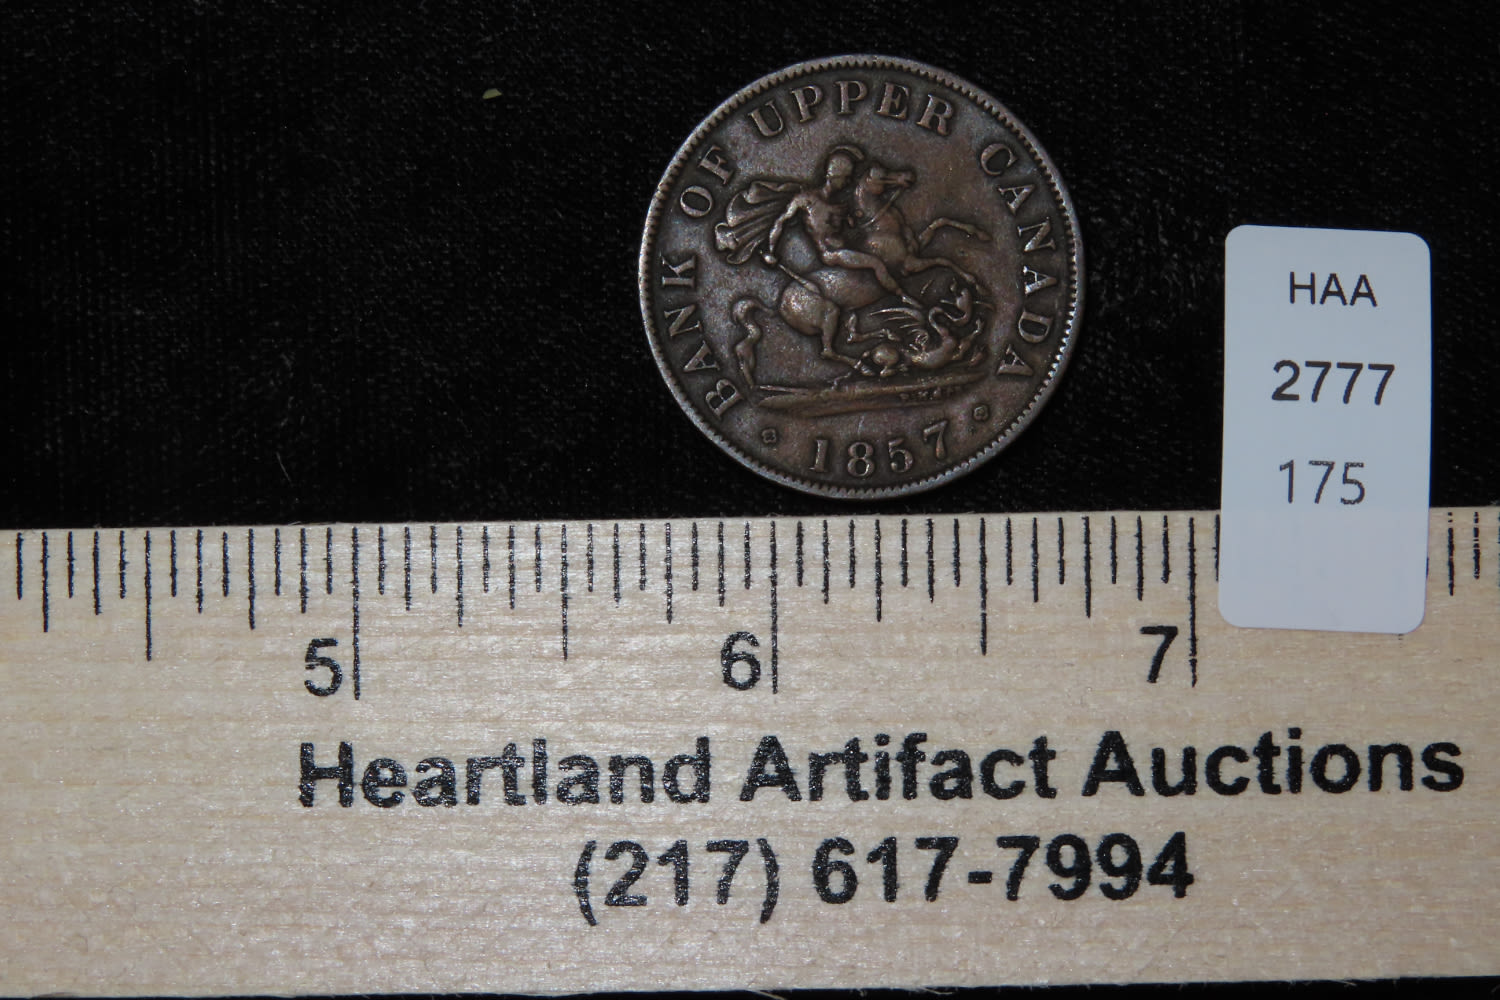 BANK OF UPPER CANADA
1857
HAA
2777
175
5 6 7
Heartland Artifact Auctions
(217) 617-7994